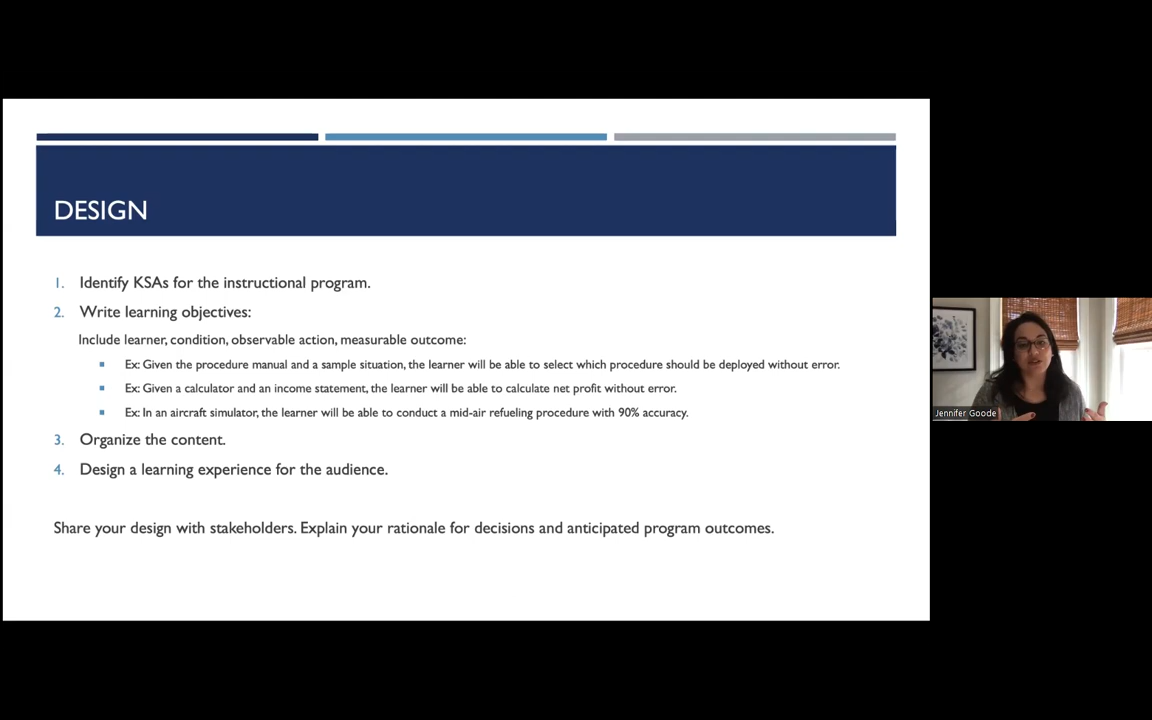 DESIGN
1. Identify KSAs for the instructional program.
2. Write learning objectives:
Include learner, condition, observable action, measurable outcome:
Ex: Given the procedure manual and a sample situation, the learner will be able to select which procedure should be deployed without error.
Ex: Given a calculator and an income statement, the learner will be able to calculate net profit without error.
Ex: In an aircraft simulator, the learner will be able to conduct a mid-air refueling procedure with 90% accuracy.
3. Organize the content.
4. Design a learning experience for the audience.
Share your design with stakeholders. Explain your rationale for decisions and anticipated program outcomes.
Jennifer Goode